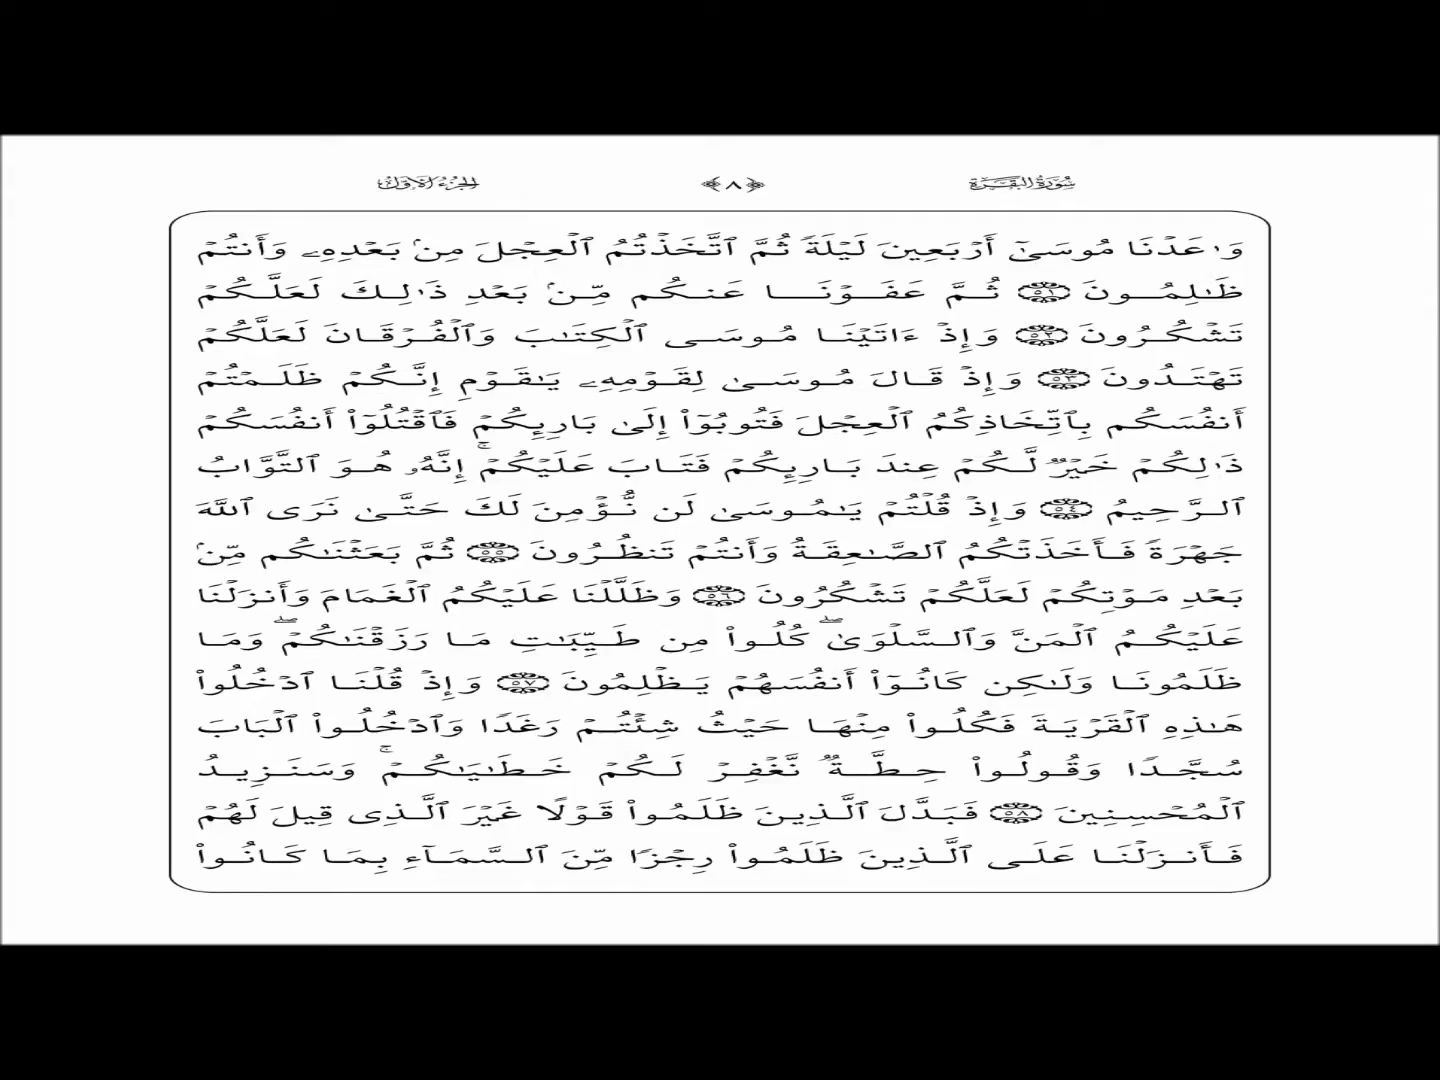 سُورَةُ البَقَرَةِ ﴿٨﴾ الجُزْءُ الأَوَّلُ
وَٰعَدْنَا مُوسَىٰٓ أَرْبَعِينَ لَيْلَةً ثُمَّ ٱتَّخَذْتُمُ ٱلْعِجْلَ مِنۢ بَعْدِهِۦ وَأَنتُمْ
ظَٰلِمُونَ ٥١ ثُمَّ عَفَوْنَا عَنكُم مِّنۢ بَعْدِ ذَٰلِكَ لَعَلَّكُمْ
تَشْكُرُونَ ٥٢ وَإِذْ ءَاتَيْنَا مُوسَى ٱلْكِتَٰبَ وَٱلْفُرْقَانَ لَعَلَّكُمْ
تَهْتَدُونَ ٥٣ وَإِذْ قَالَ مُوسَىٰ لِقَوْمِهِۦ يَٰقَوْمِ إِنَّكُمْ ظَلَمْتُمْ
أَنفُسَكُم بِٱتِّخَاذِكُمُ ٱلْعِجْلَ فَتُوبُوٓا۟ إِلَىٰ بَارِئِكُمْ فَٱقْتُلُوٓا۟ أَنفُسَكُمْ
ذَٰلِكُمْ خَيْرٌ لَّكُمْ عِندَ بَارِئِكُمْ فَتَابَ عَلَيْكُمْ ۚ إِنَّهُۥ هُوَ ٱلتَّوَّابُ
ٱلرَّحِيمُ ٥٤ وَإِذْ قُلْتُمْ يَٰمُوسَىٰ لَن نُّؤْمِنَ لَكَ حَتَّىٰ نَرَى ٱللَّهَ
جَهْرَةً فَأَخَذَتْكُمُ ٱلصَّٰعِقَةُ وَأَنتُمْ تَنظُرُونَ ٥٥ ثُمَّ بَعَثْنَٰكُم مِّنۢ
بَعْدِ مَوْتِكُمْ لَعَلَّكُمْ تَشْكُرُونَ ٥٦ وَظَلَّلْنَا عَلَيْكُمُ ٱلْغَمَامَ وَأَنزَلْنَا
عَلَيْكُمُ ٱلْمَنَّ وَٱلسَّلْوَىٰ ۖ كُلُوا۟ مِن طَيِّبَٰتِ مَا رَزَقْنَٰكُمْ ۖ وَمَا
ظَلَمُونَا وَلَٰكِن كَانُوٓا۟ أَنفُسَهُمْ يَظْلِمُونَ ٥٧ وَإِذْ قُلْنَا ٱدْخُلُوا۟
هَٰذِهِ ٱلْقَرْيَةَ فَكُلُوا۟ مِنْهَا حَيْثُ شِئْتُمْ رَغَدًا وَٱدْخُلُوا۟ ٱلْبَابَ
سُجَّدًا وَقُولُوا۟ حِطَّةٌ نَّغْفِرْ لَكُمْ خَطَٰيَٰكُمْ ۚ وَسَنَزِيدُ
ٱلْمُحْسِنِينَ ٥٨ فَبَدَّلَ ٱلَّذِينَ ظَلَمُوا۟ قَوْلًا غَيْرَ ٱلَّذِى قِيلَ لَهُمْ
فَأَنزَلْنَا عَلَى ٱلَّذِينَ ظَلَمُوا۟ رِجْزًا مِّنَ ٱلسَّمَآءِ بِمَا كَانُوا۟